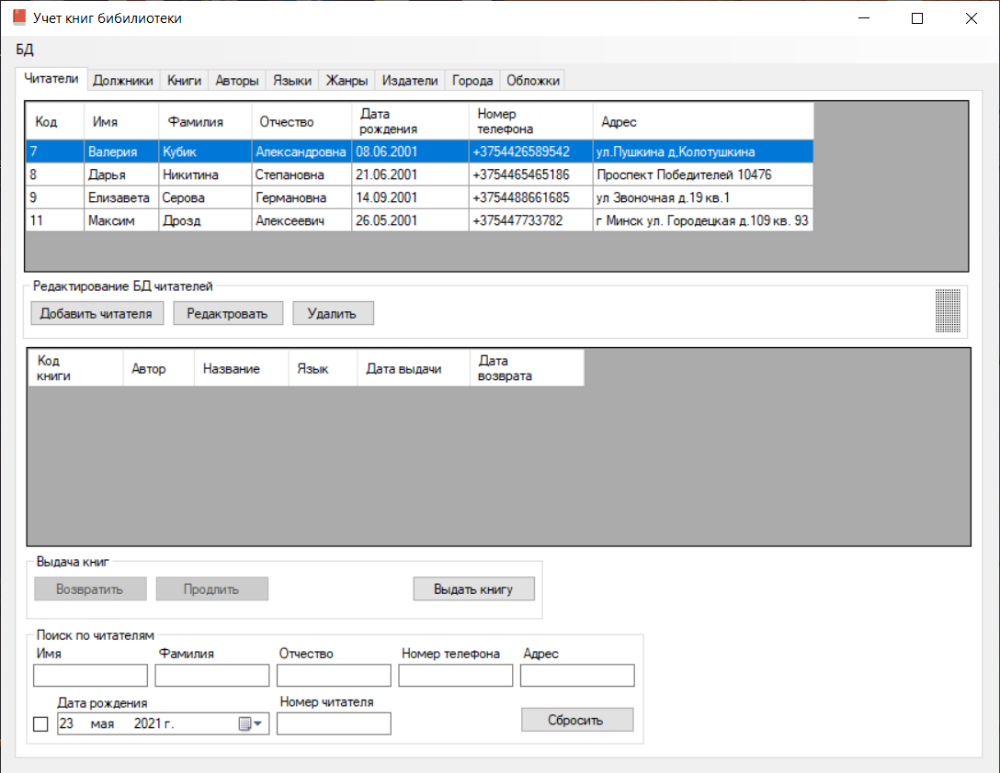 Учет книг бибилиотеки
БД
Читатели Должники Книги Авторы Языки Жанры Издатели Города Обложки
Код Имя Фамилия Отчество Дата рождения Номер телефона Адрес
7 Валерия Кубик Александровна 08.06.2001 +3754426589542 ул.Пушкина д,Колотушкина
8 Дарья Никитина Степановна 21.06.2001 +3754465465186 Проспект Победителей 10476
9 Елизавета Серова Германовна 14.09.2001 +3754488661685 ул Звоночная д.19 кв.1
11 Максим Дрозд Алексеевич 26.05.2001 +375447733782 г Минск ул. Городецкая д.109 кв. 93
Редактирование БД читателей
Добавить читателя Редактровать Удалить
Код книги Автор Название Язык Дата выдачи Дата возврата
Выдача книг
Возвратить Продлить Выдать книгу
Поиск по читателям
Имя Фамилия Отчество Номер телефона Адрес
Дата рождения Номер читателя
23 мая 2021 г. Сбросить